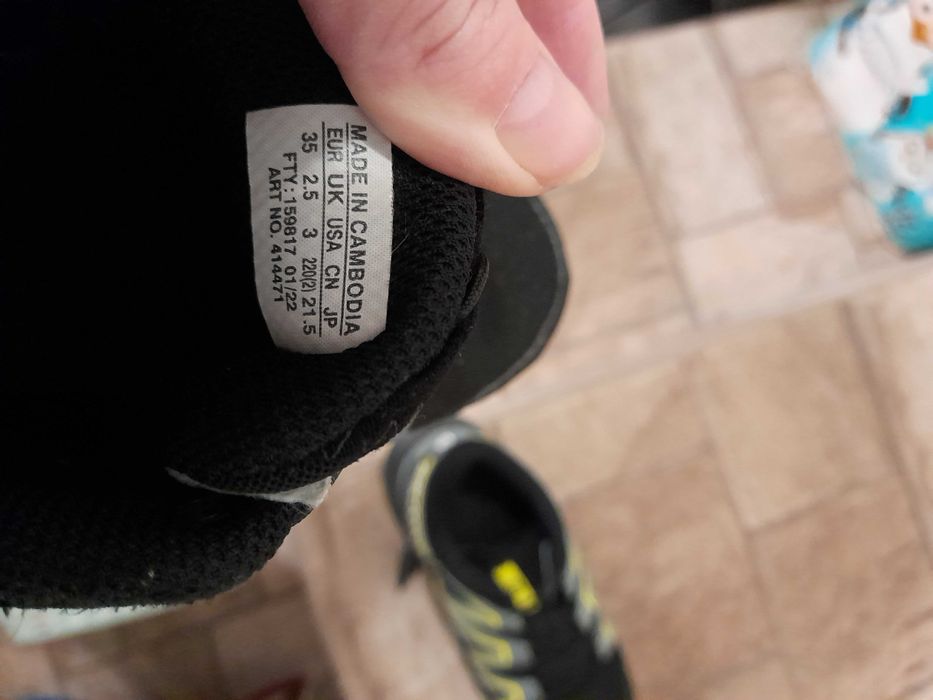 MADE IN CAMBODIA
EUR UK USA CN JP
35 2.5 3 220(2) 21.5
FTY: 159817 01/22
ART NO. 414471